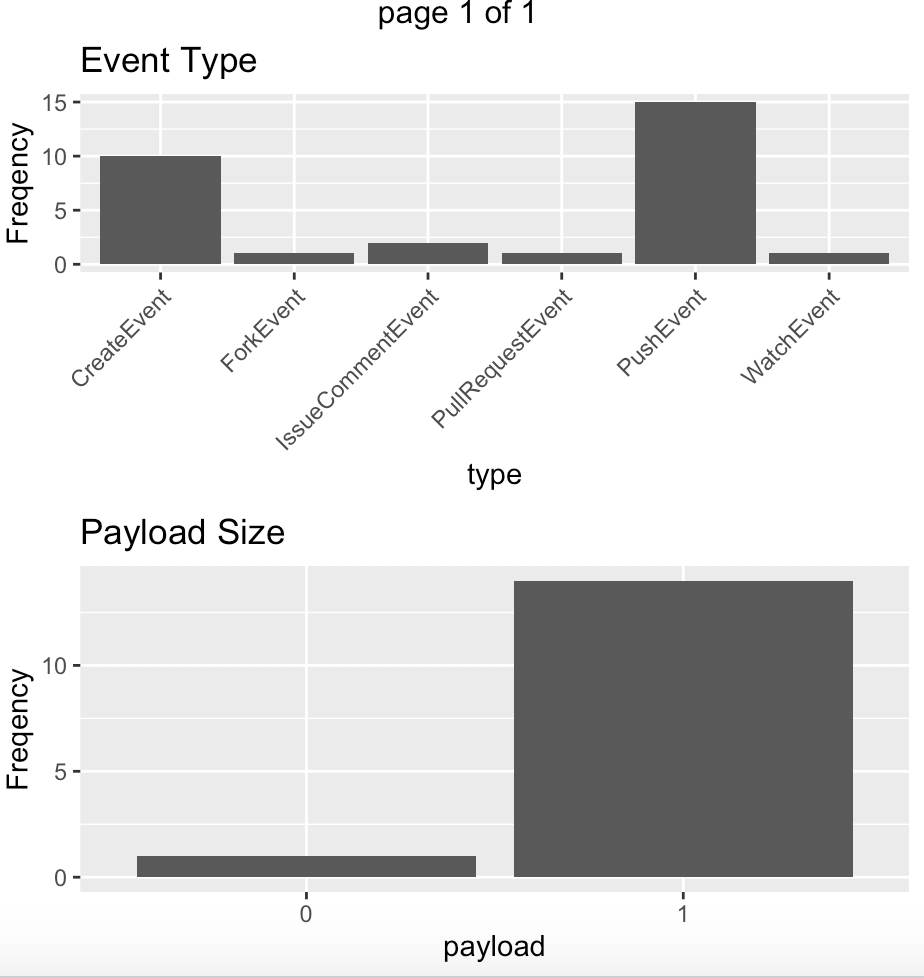 page 1 of 1
Event Type
Freqency
15
10
5
0
CreateEvent
ForkEvent
IssueCommentEvent
PullRequestEvent
PushEvent
WatchEvent
type
Payload Size
Freqency
10
5
0
0
1
payload